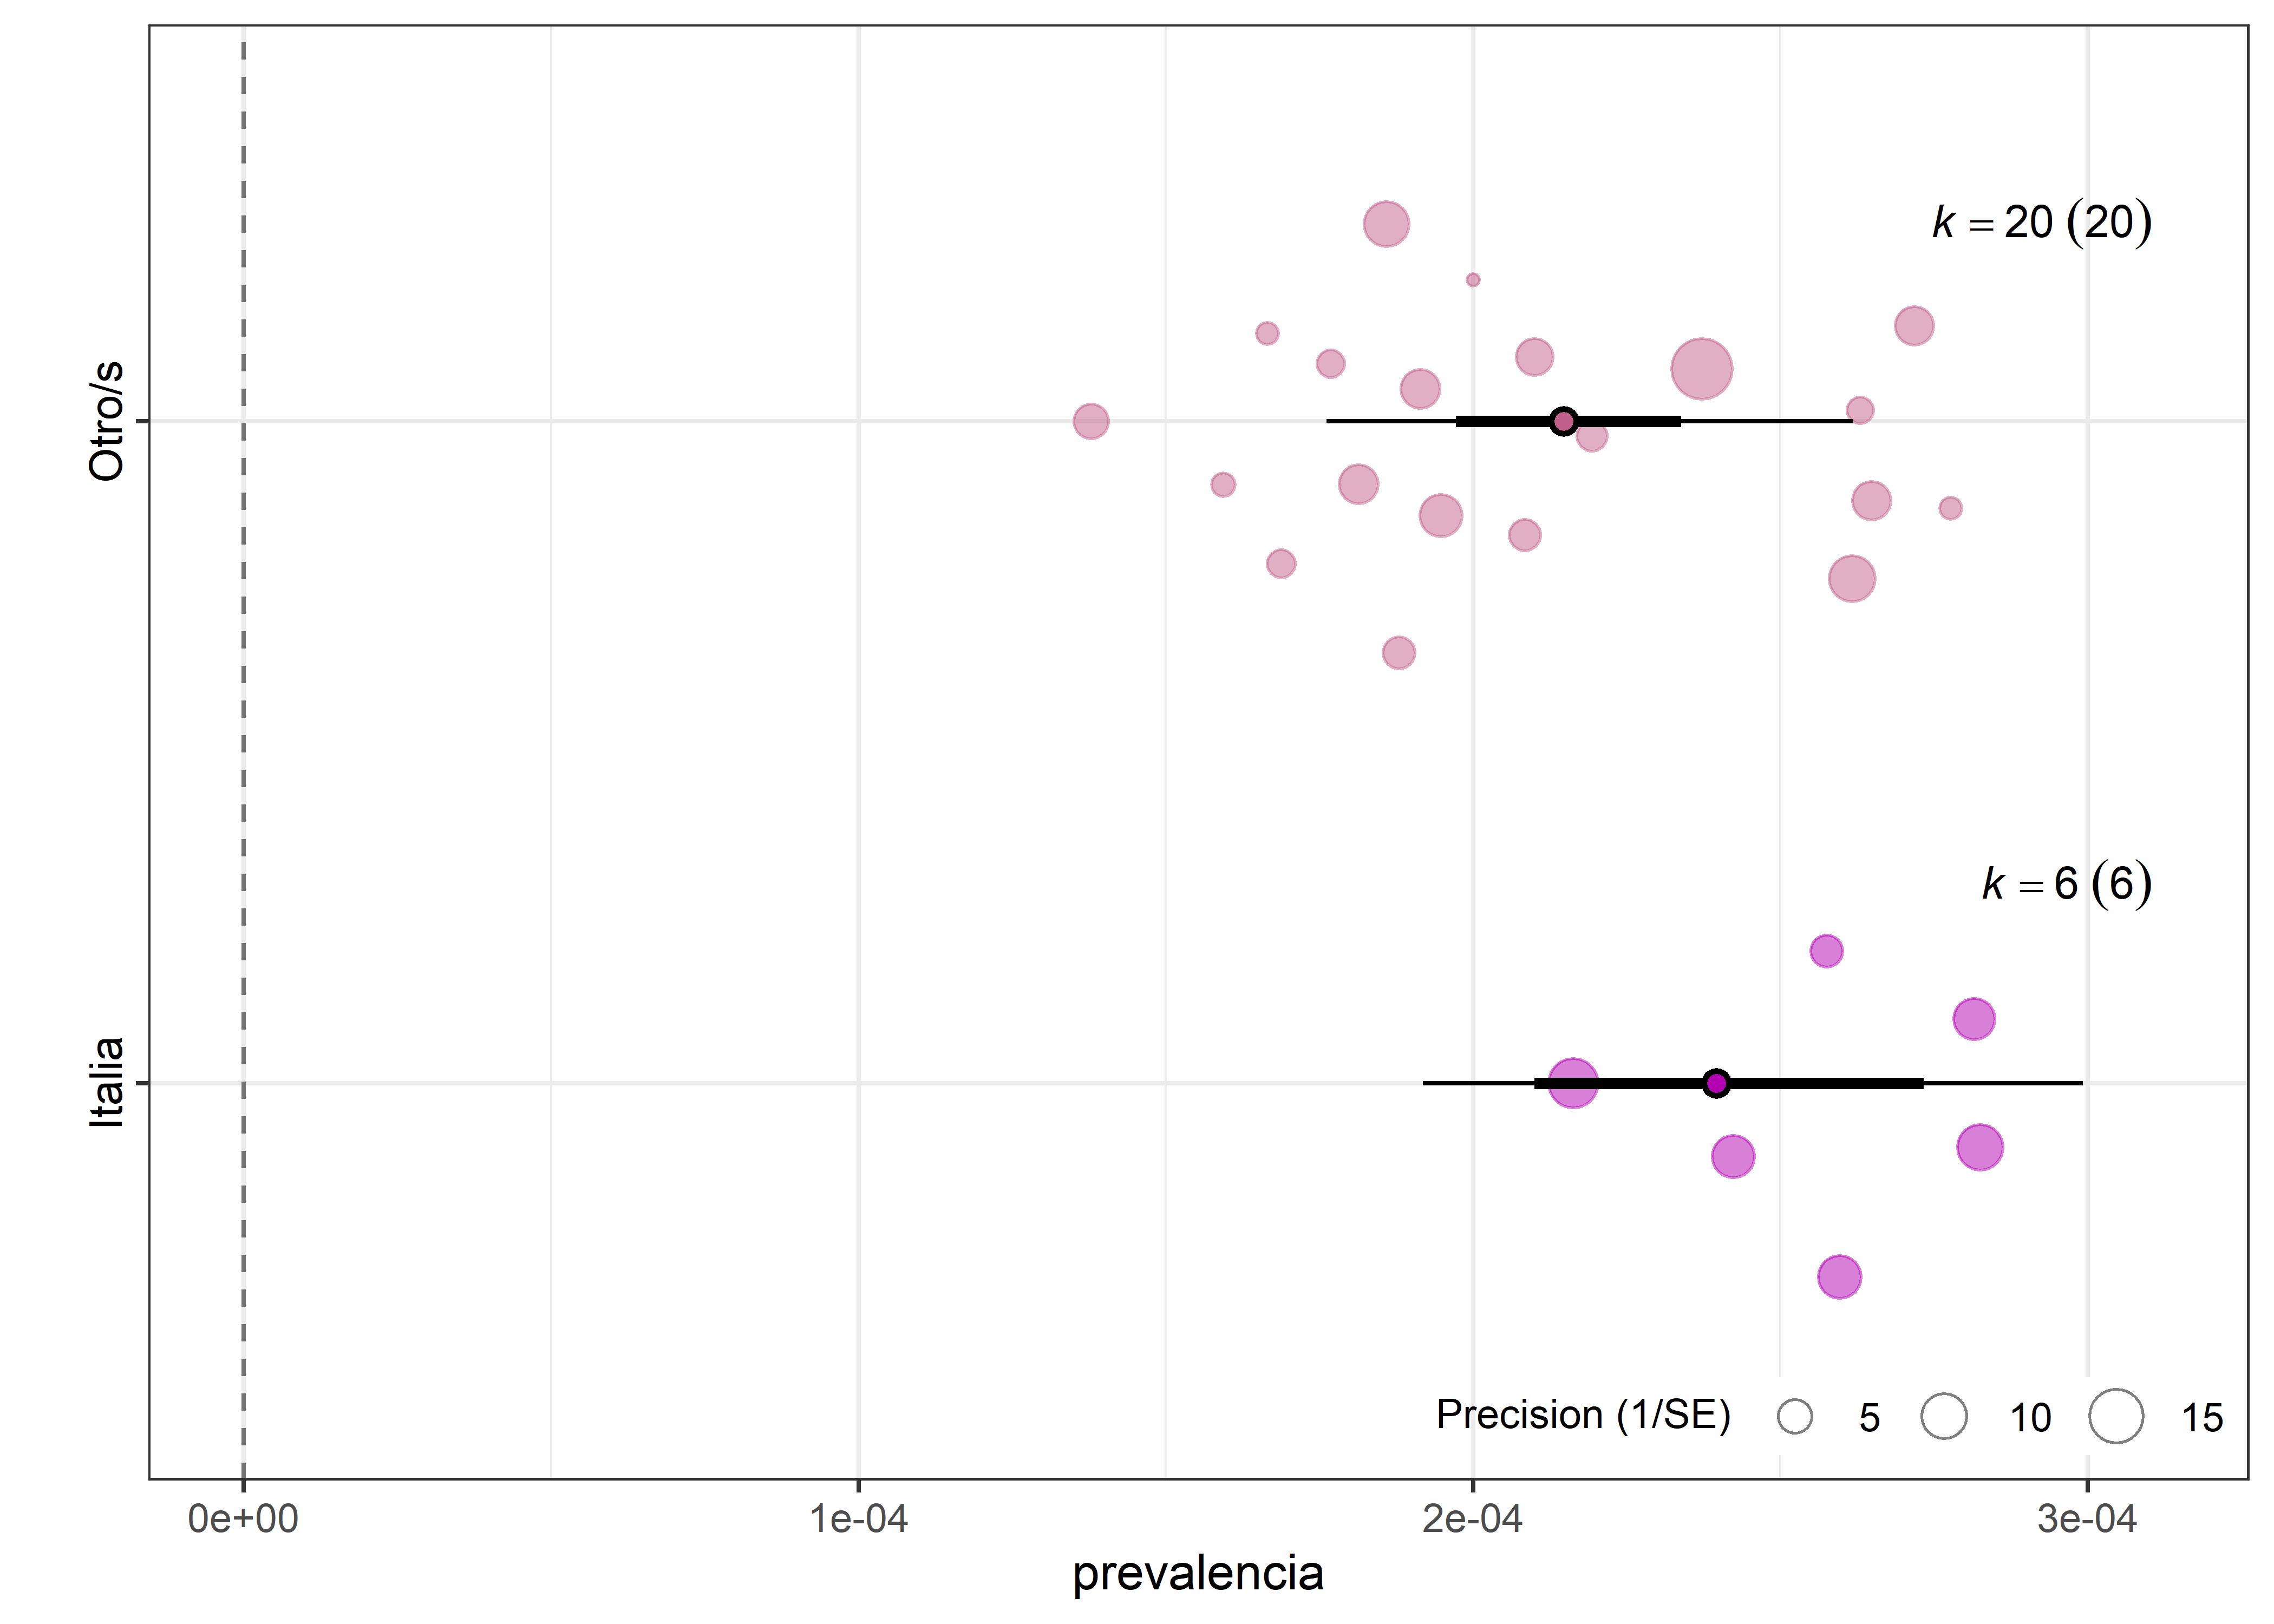 k = 20 (20)
Otro/s
k = 6 (6)
Italia
Precision (1/SE) 5 10 15
0e+00 1e-04 2e-04 3e-04
prevalencia